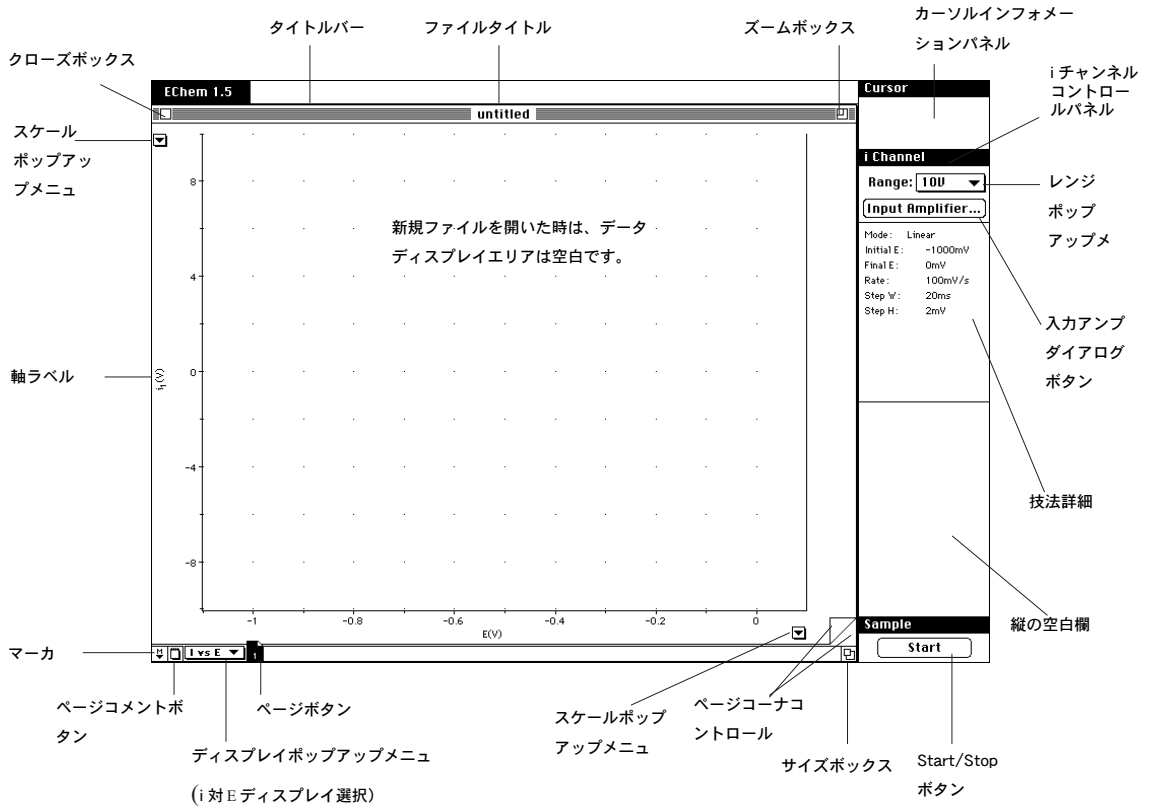 タイトルバー
ファイルタイトル
ズームボックス
カーソルインフォメー
ションパネル
クローズボックス
i チャンネル
コントロー
ルパネル
スケール
ポップアッ
プメニュ
EChem 1.5
untitled
Cursor
i Channel
Range: 10V
Input Amplifier...
レンジ
ポップ
アップメ
新規ファイルを開いた時は、データ
ディスプレイエリアは空白です。
Mode: Linear
Initial E: -1000mV
Final E: 0mV
Rate: 100mV/s
Step W: 20ms
Step H: 2mV
入力アンプ
ダイアログ
ボタン
軸ラベル
i1(V)
8
4
0
-4
-8
-1 -0.8 -0.6 -0.4 -0.2 0
E(V)
技法詳細
縦の空白欄
Sample
Start
マーカ
M
I vs E
1
ページコメントボ
タン
ページボタン
ディスプレイポップアップメニュ
(i 対 E ディスプレイ選択)
スケールポップ
アップメニュ
ページコーナコ
ントロール
サイズボックス
Start/Stop
ボタン